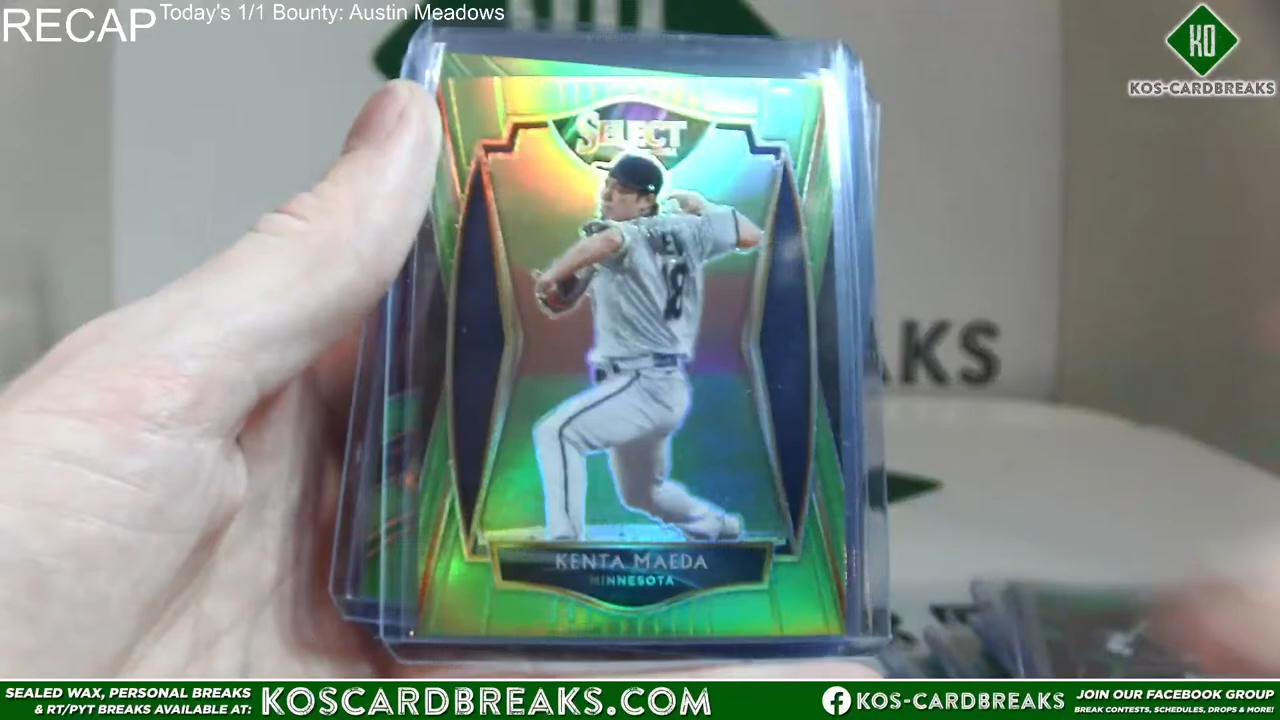 RECAP
Today's 1/1 Bounty: Austin Meadows
KO
KOS-CARDBREAKS
SELECT
18
AKS
KENTA MAEDA
MINNESOTA
SEALED WAX, PERSONAL BREAKS
& RT/PYT BREAKS AVAILABLE AT:
KOSCARDBREAKS.COM
KOS-CARDBREAKS
JOIN OUR FACEBOOK GROUP
BREAK CONTESTS, SCHEDULES, DROPS & MORE!